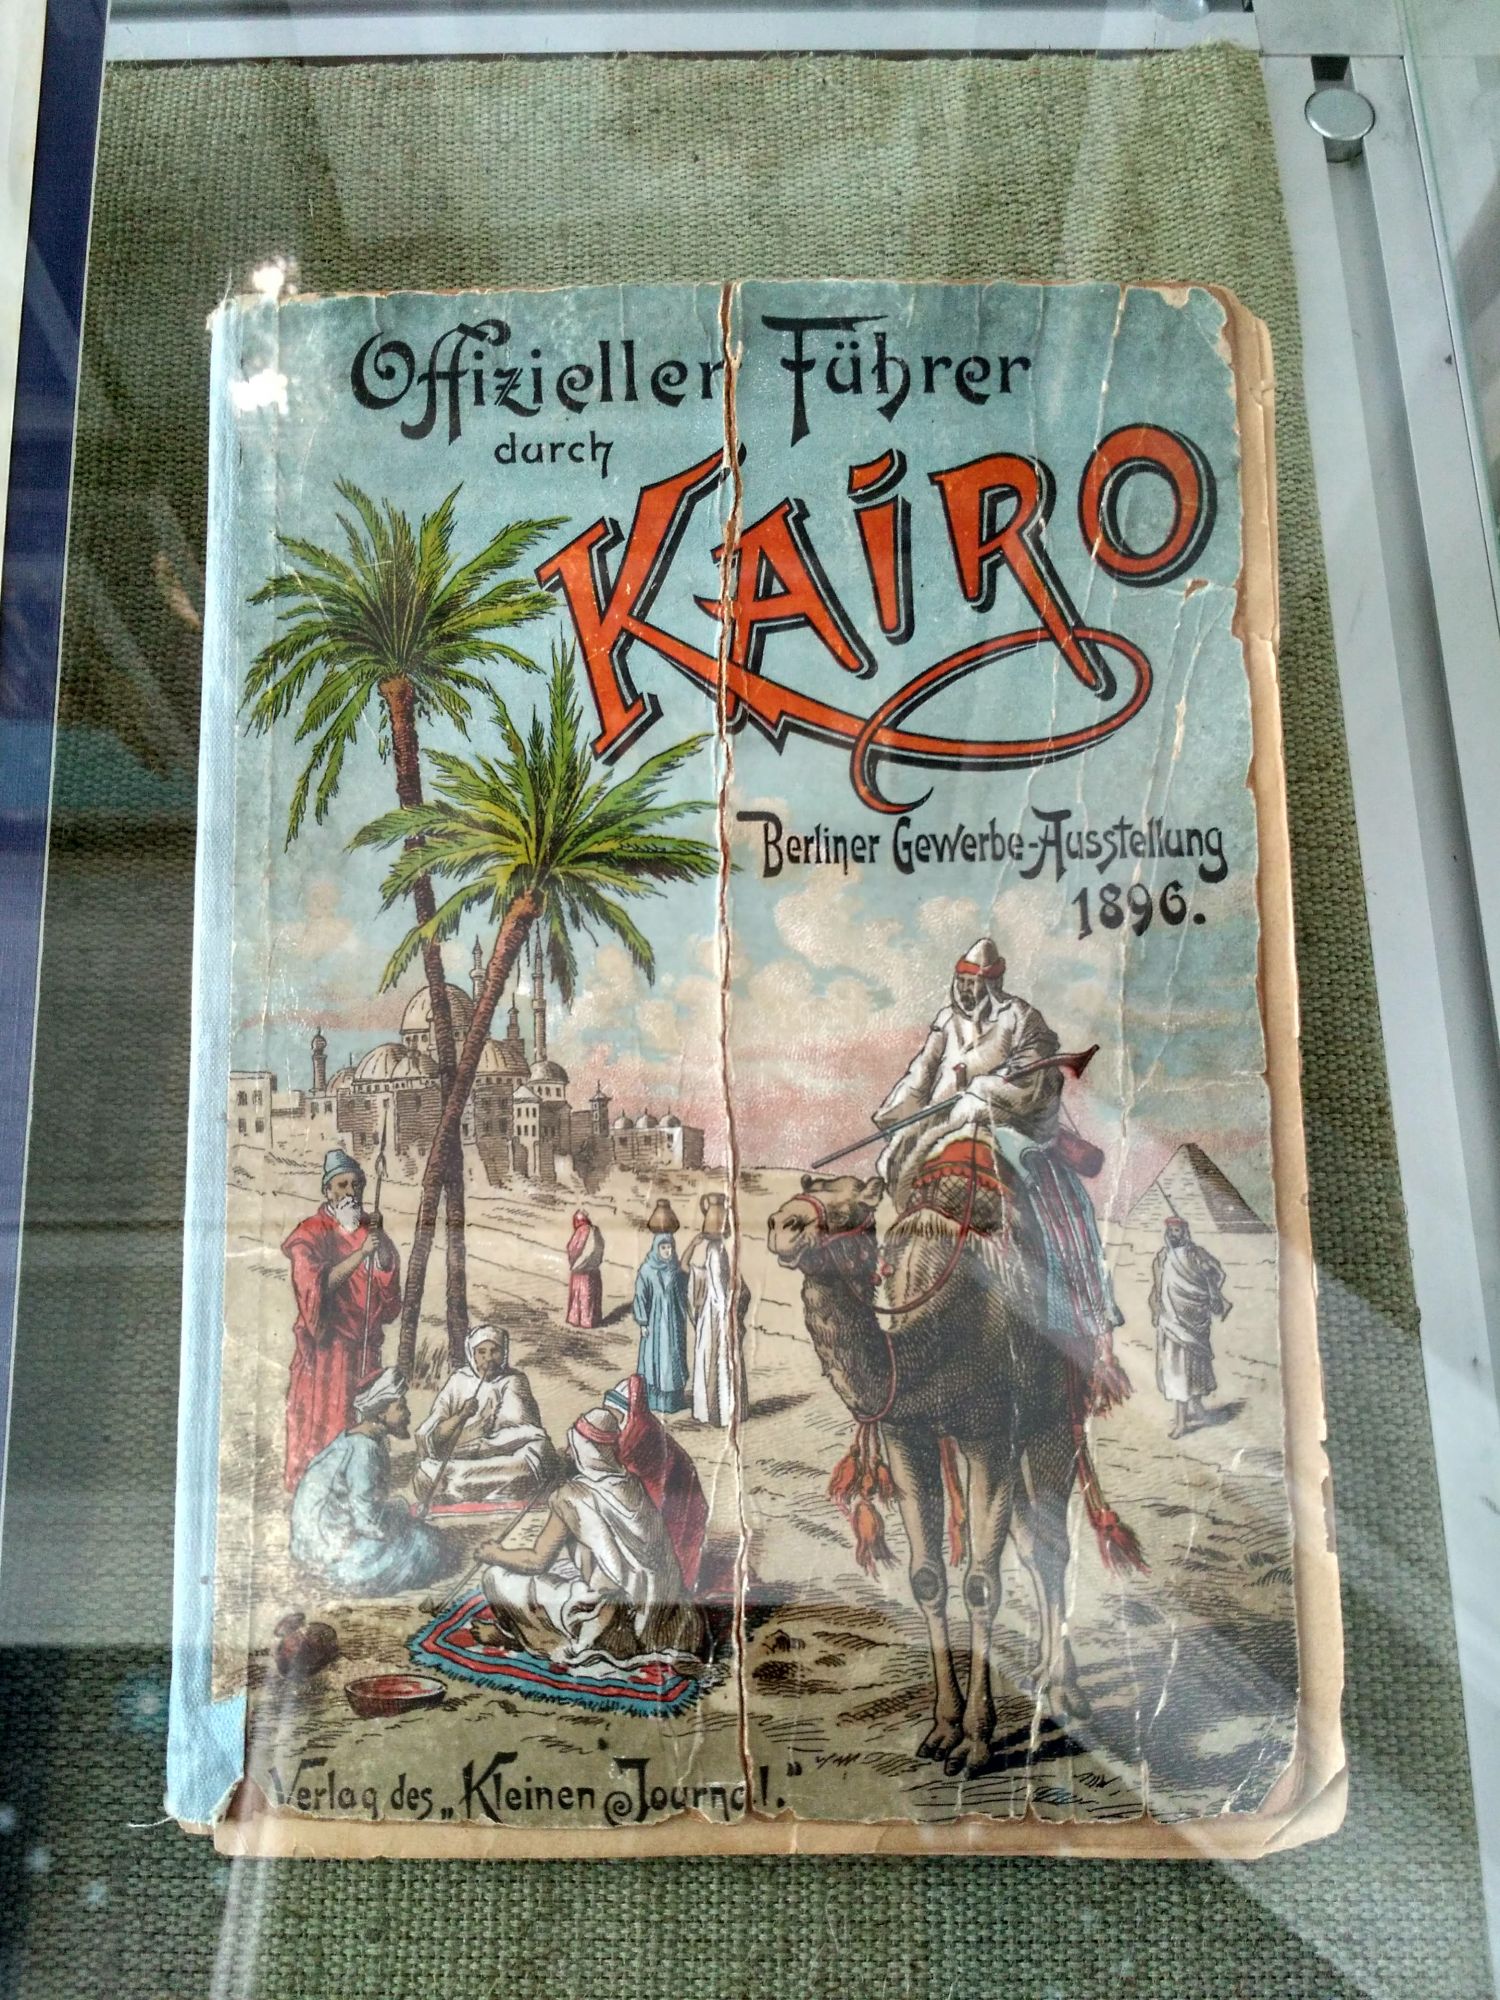 Offizieller Führer
durch
KAiRO
Berliner Gewerbe-Ausstellung
1896.
Verlag des „Kleinen Journal."